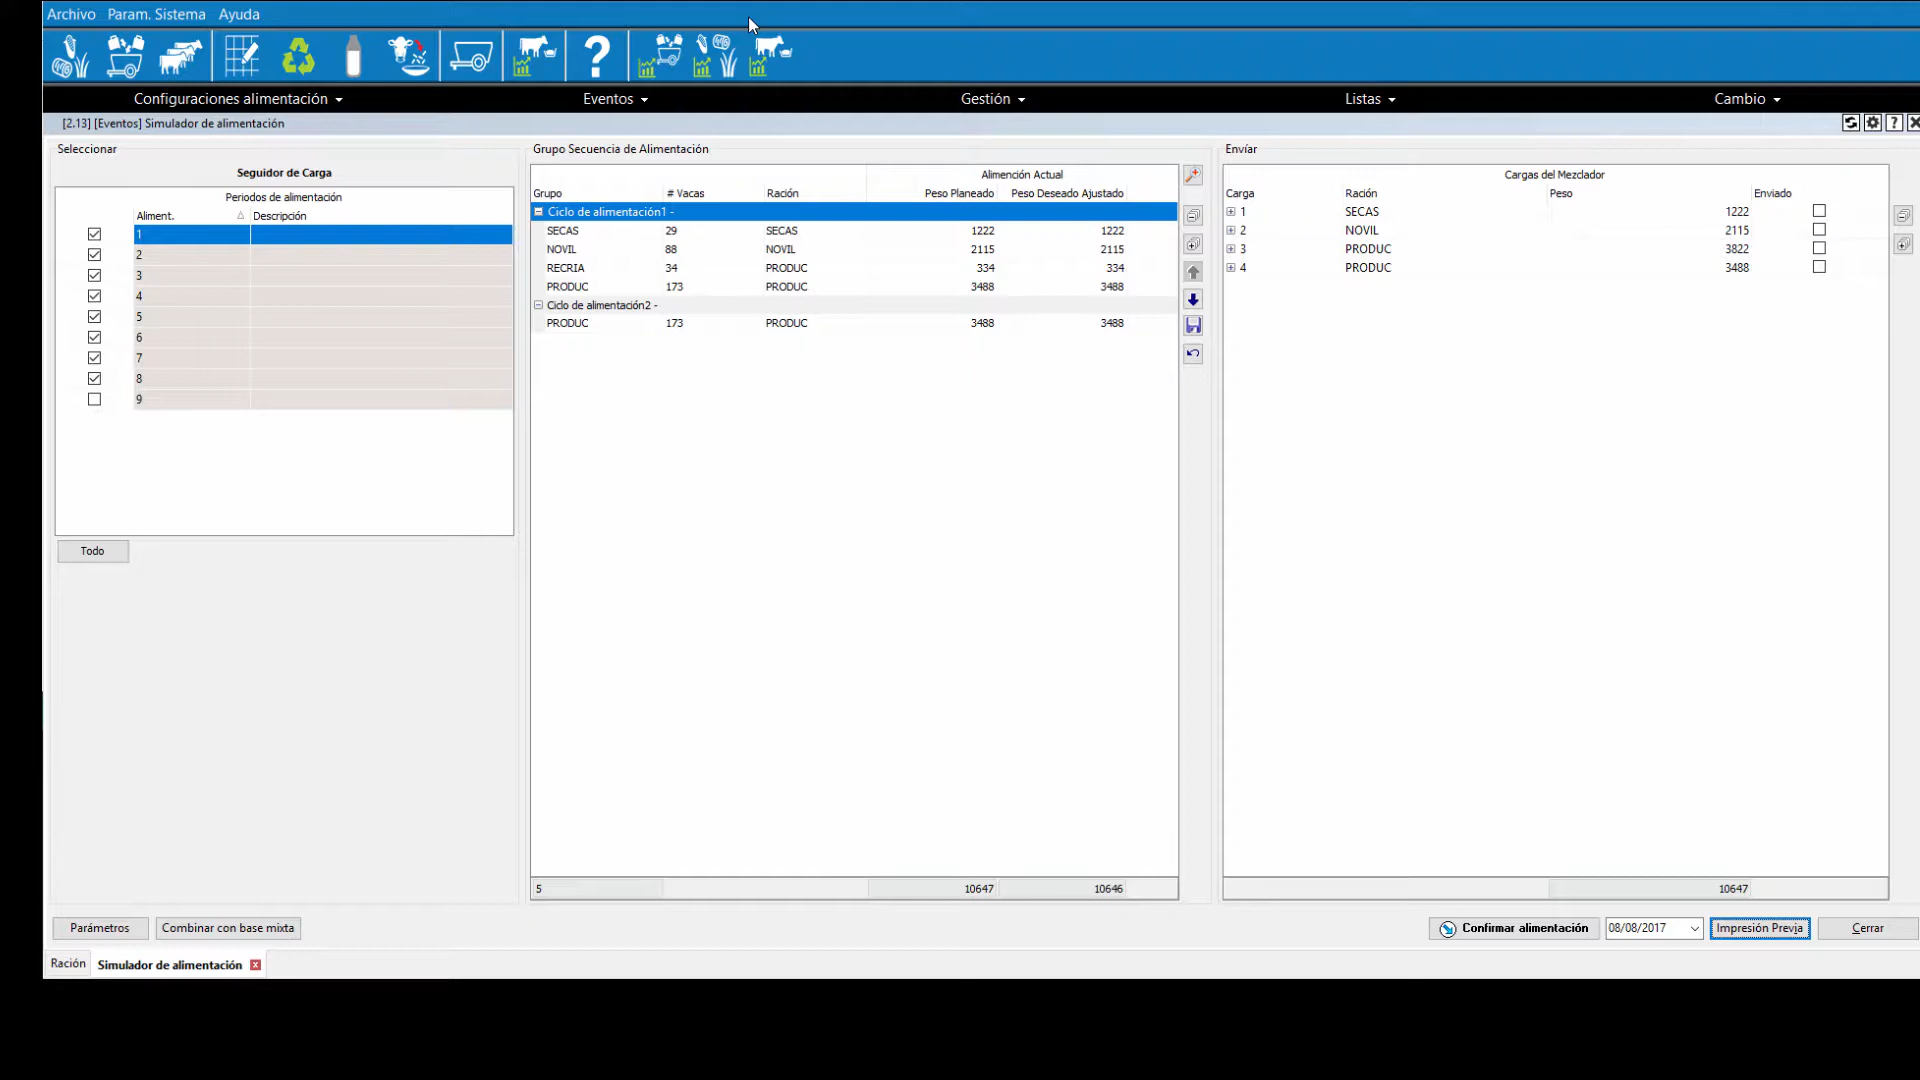 Archivo Param. Sistema Ayuda
?
Configuraciones alimentación Eventos Gestión Listas Cambio
[2.13] [Eventos] Simulador de alimentación ?
Seleccionar
Seguidor de Carga
Periodos de alimentación
Aliment. Descripción
1
2
3
4
5
6
7
8
9
Todo
Grupo Secuencia de Alimentación
Alimención Actual
Grupo # Vacas Ración Peso Planeado Peso Deseado Ajustado
Ciclo de alimentación1 -
SECAS 29 SECAS 1222 1222
NOVIL 88 NOVIL 2115 2115
RECRIA 34 PRODUC 334 334
PRODUC 173 PRODUC 3488 3488
Ciclo de alimentación2 -
PRODUC 173 PRODUC 3488 3488
5 10647 10646
Envíar
Cargas del Mezclador
Carga Ración Peso Enviado
1 SECAS 1222
2 NOVIL 2115
3 PRODUC 3822
4 PRODUC 3488
10647
Parámetros Combinar con base mixta Confirmar alimentación 08/08/2017 Impresión Previa Cerrar
Ración Simulador de alimentación